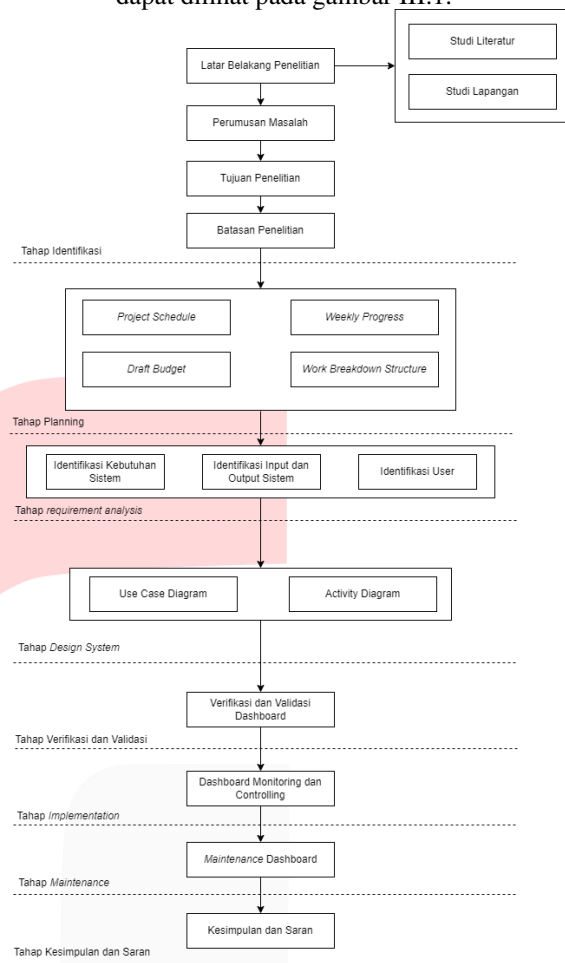 dapat dilihat pada gambar III.1.
Latar Belakang Penelitian
Studi Literatur
Studi Lapangan
Perumusan Masalah
Tujuan Penelitian
Batasan Penelitian
Tahap Identifikasi
Project Schedule
Weekly Progress
Draft Budget
Work Breakdown Structure
Tahap Planning
Identifikasi Kebutuhan
Sistem
Identifikasi Input dan
Output Sistem
Identifikasi User
Tahap requirement analysis
Use Case Diagram
Activity Diagram
Tahap Design System
Verifikasi dan Validasi
Dashboard
Tahap Verifikasi dan Validasi
Dashboard Monitoring dan
Controlling
Tahap Implementation
Maintenance Dashboard
Tahap Maintenance
Kesimpulan dan Saran
Tahap Kesimpulan dan Saran